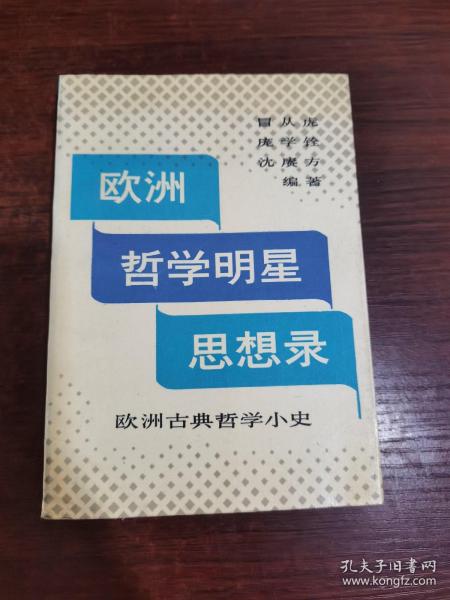 冒从虎
庞学铨
沈赓方
编著
欧洲
哲学明星
思想录
欧洲古典哲学小史
孔夫子旧书网
www.kongfz.com